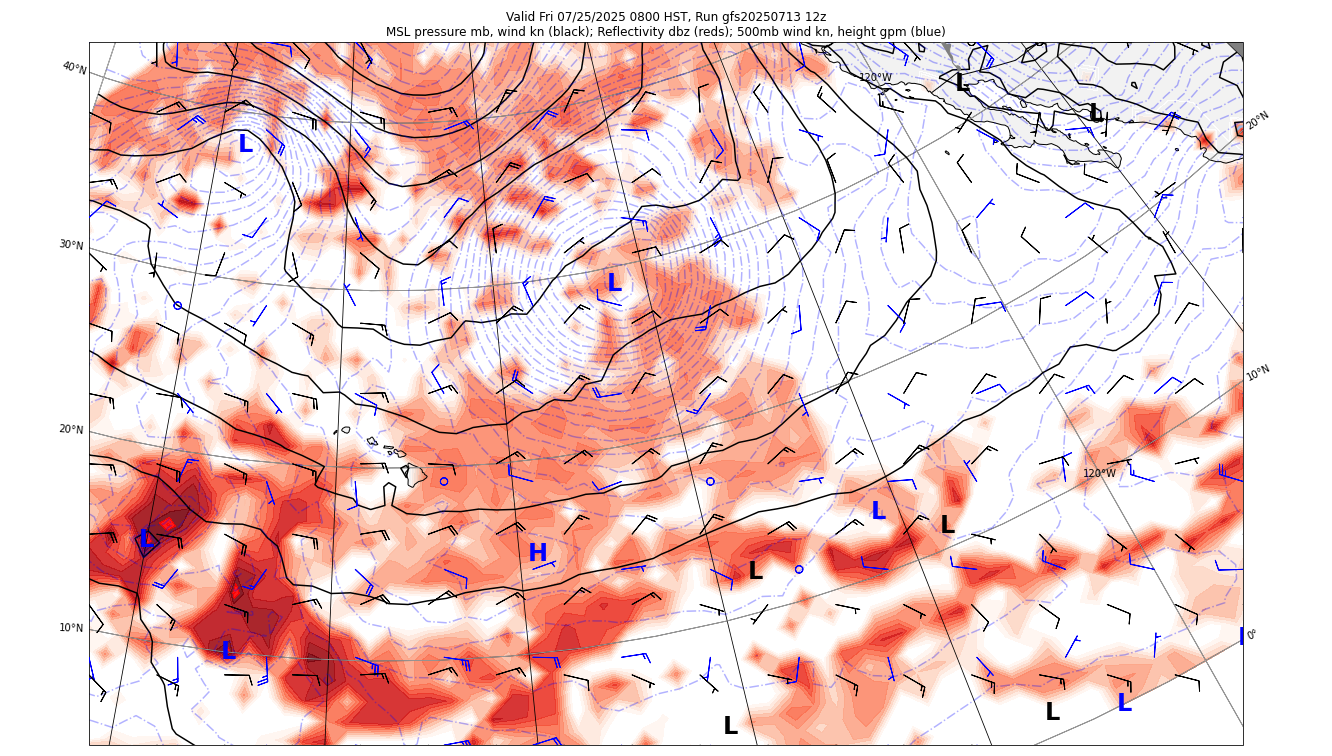 Valid Fri 07/25/2025 0800 HST, Run gfs20250713 12z
MSL pressure mb, wind kn (black); Reflectivity dbz (reds); 500mb wind kn, height gpm (blue)
40°N
120°W
L
L
20°N
L
30°N
L
10°N
20°N
120°W
L
L
L
H
L
10°N
0°
L
L
L
L